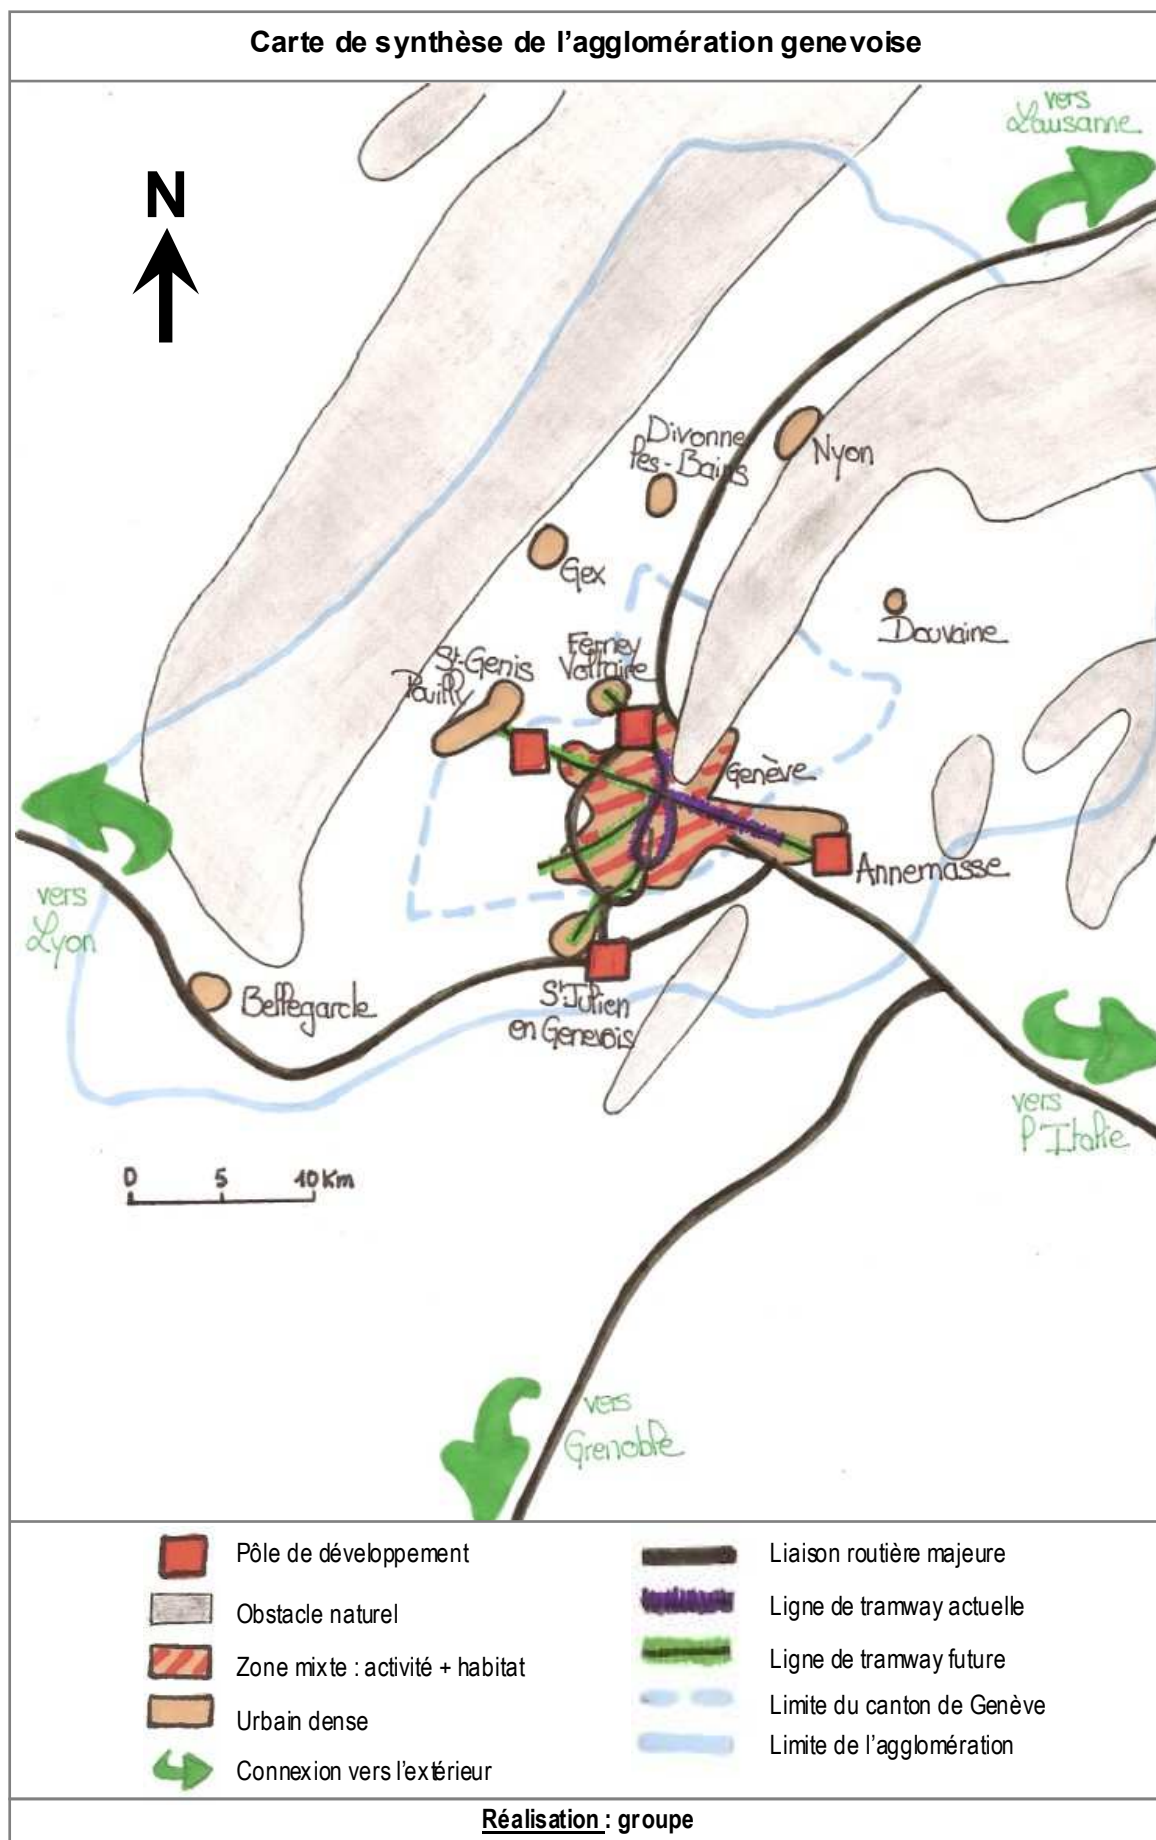 Carte de synthèse de l'agglomération genevoise
vers
Lausanne
N
Divonne
les-Bains
Nyon
Gex
Douvaine
Ferney
Voltaire
St-Genis
Pouilly
Genève
Annemasse
vers
Lyon
Bellegarde
St Julien
en Genevois
vers
l'Italie
0 5 10 Km
vers
Grenoble
Pôle de développement
Obstacle naturel
Zone mixte : activité + habitat
Urbain dense
Connexion vers l'extérieur
Liaison routière majeure
Ligne de tramway actuelle
Ligne de tramway future
Limite du canton de Genève
Limite de l'agglomération
Réalisation : groupe